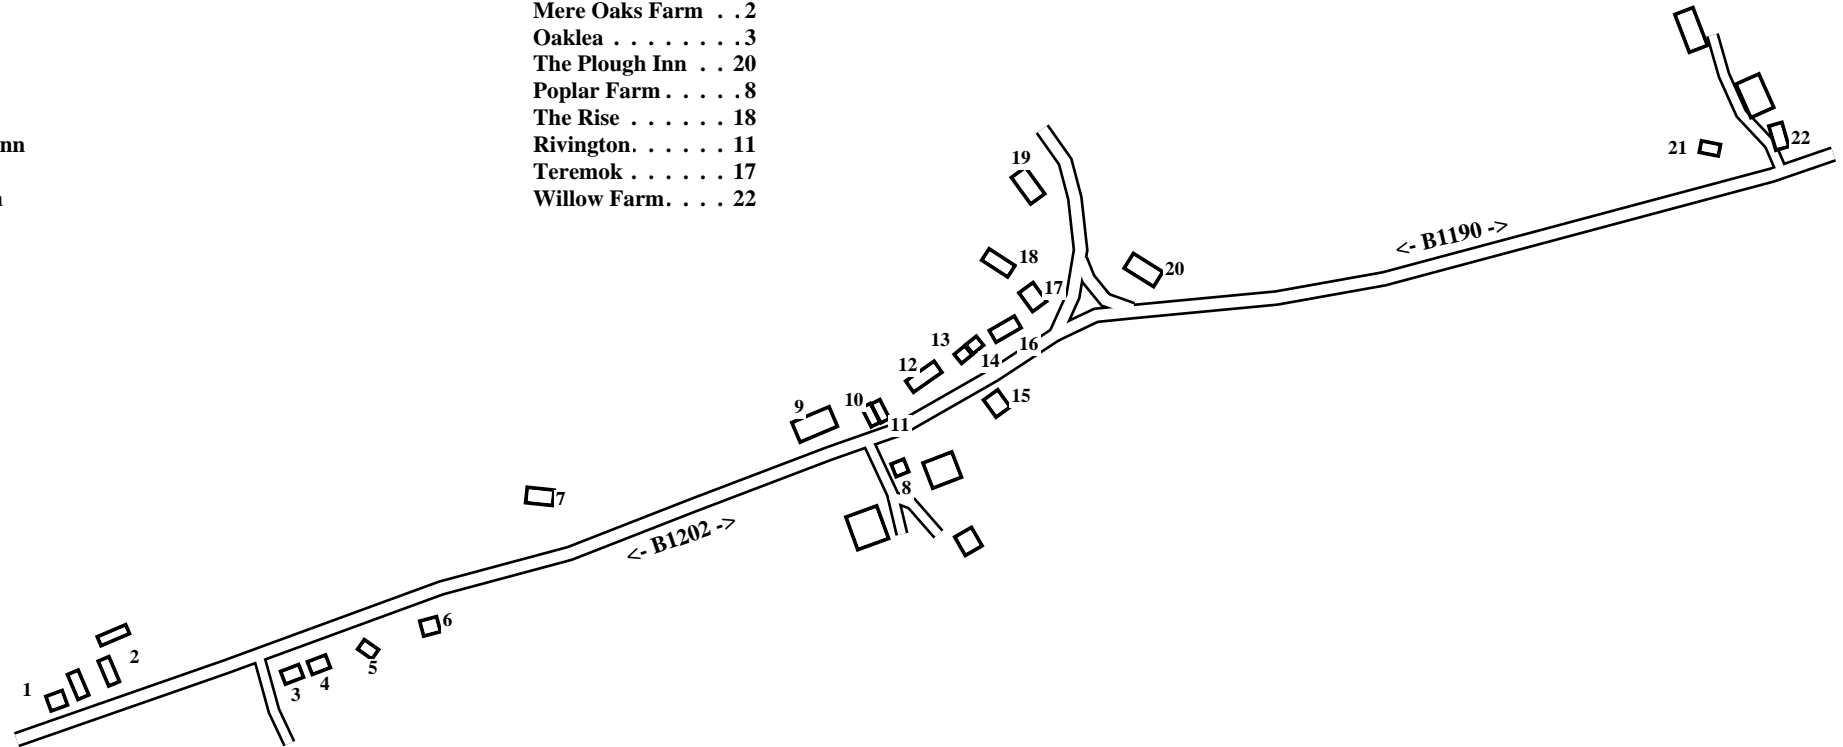 Mere Oaks Farm . . 2
Oaklea . . . . . . . . 3
The Plough Inn . . 20
Poplar Farm . . . . . 8
The Rise . . . . . . 18
nn
Rivington. . . . . . 11
Teremok . . . . . . 17
Willow Farm. . . . 22
19
21
22
18
20
<- B1190 ->
17
13
16
12
14
9
10
15
11
7
8
<- B1202 ->
6
2
5
1
3
4